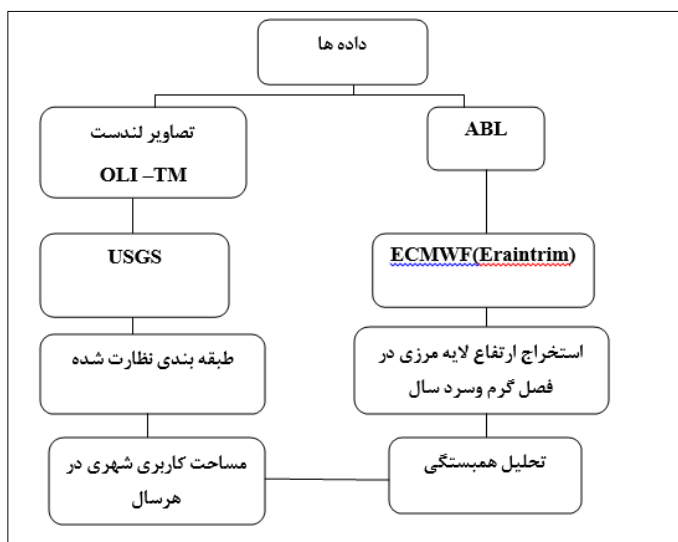 داده ها
تصاویر لندست
OLI –TM
ABL
USGS
ECMWF(Eraintrim)
طبقه بندی نظارت شده
استخراج ارتفاع لایه مرزی در
فصل گرم وسرد سال
مساحت کاربری شهری در
هرسال
تحلیل همبستگی